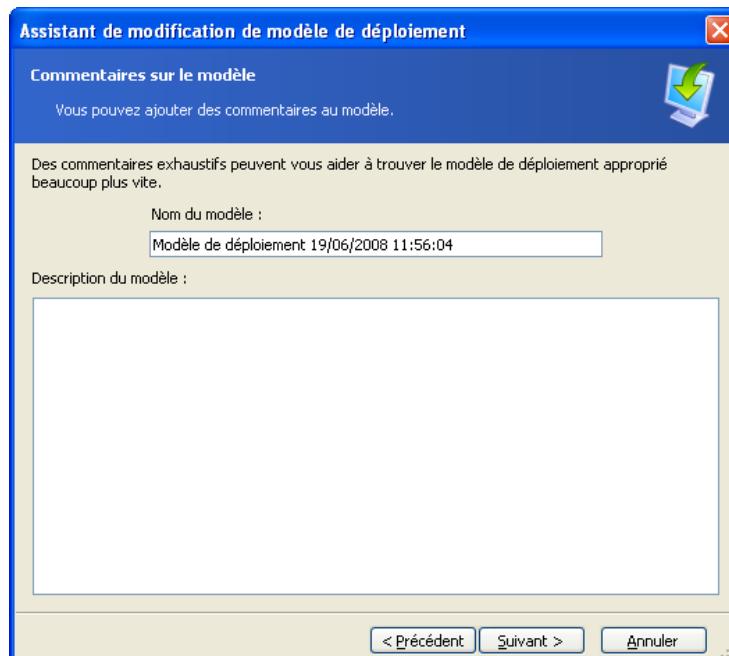 Assistant de modification de modèle de déploiement
Commentaires sur le modèle
Vous pouvez ajouter des commentaires au modèle.
Des commentaires exhaustifs peuvent vous aider à trouver le modèle de déploiement approprié
beaucoup plus vite.
Nom du modèle :
Modèle de déploiement 19/06/2008 11:56:04
Description du modèle :
< Précédent Suivant > Annuler